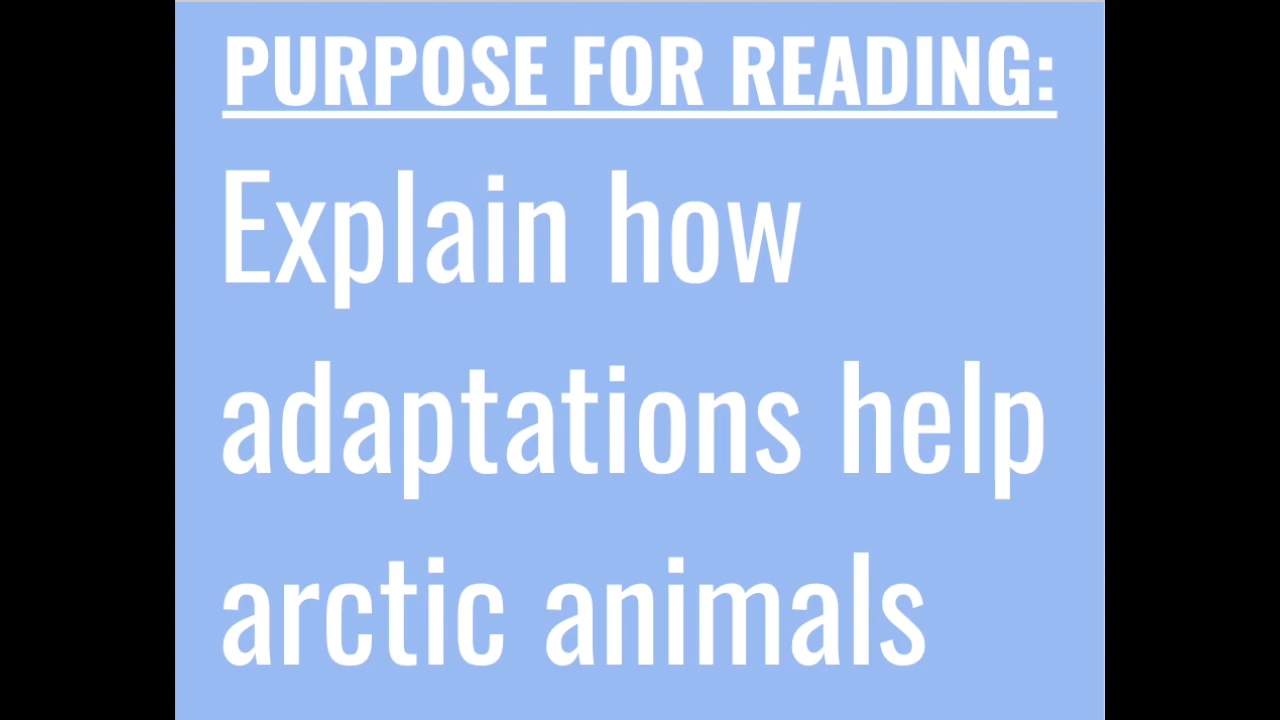 PURPOSE FOR READING:
Explain how
adaptations help
arctic animals